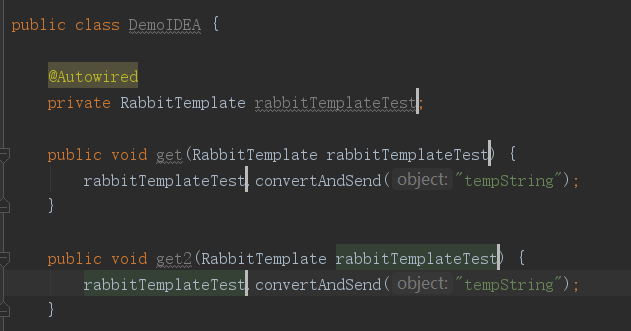 public class DemoIDEA {
@Autowired
private RabbitTemplate rabbitTemplateTest;
public void get(RabbitTemplate rabbitTemplateTest) {
rabbitTemplateTest.convertAndSend( object: "tempString");
}
public void get2(RabbitTemplate rabbitTemplateTest) {
rabbitTemplateTest.convertAndSend( object: "tempString");
}